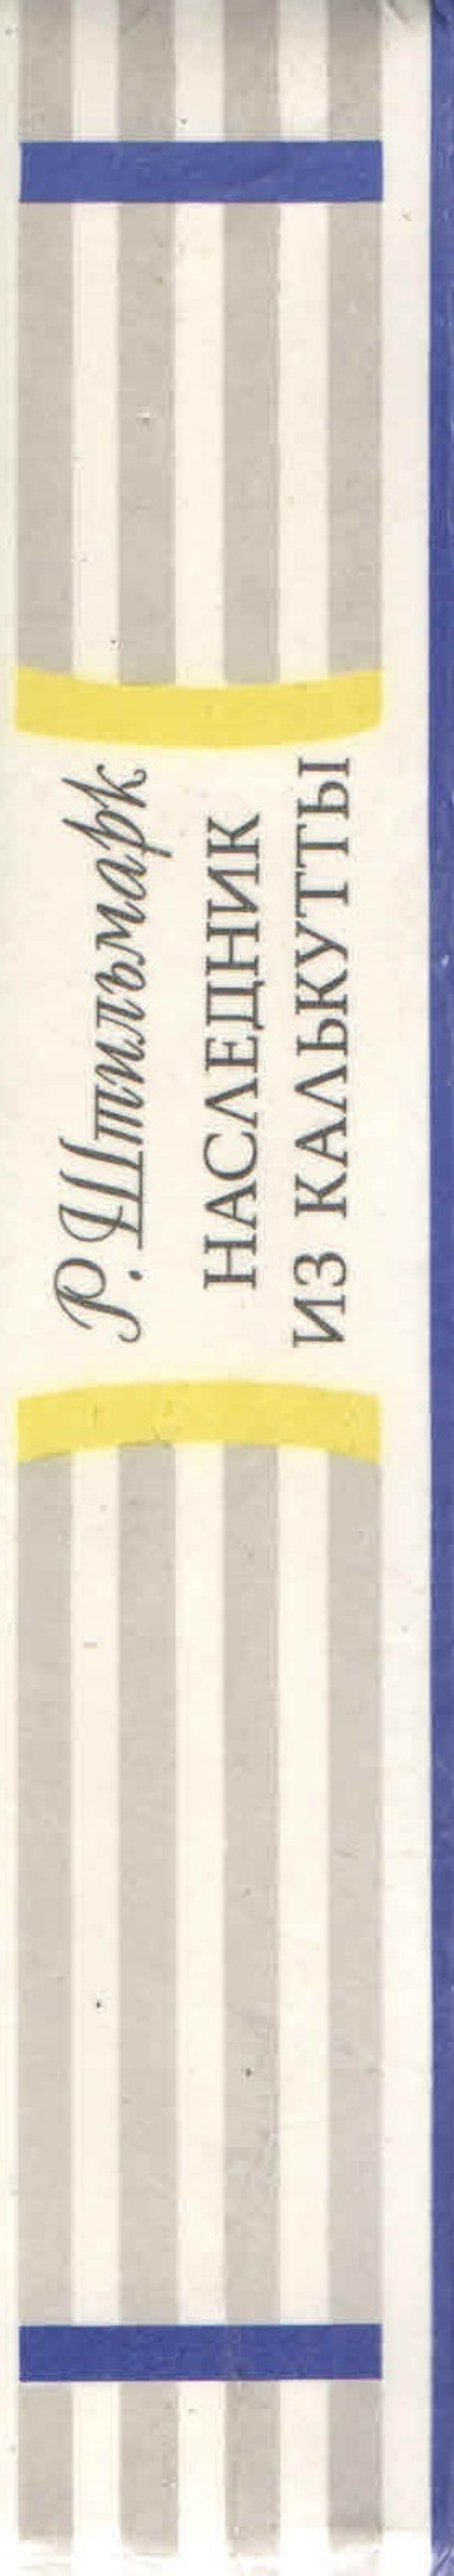 Р. Штильмарк
НАСЛЕДНИК
ИЗ КАЛЬКУТТЫ